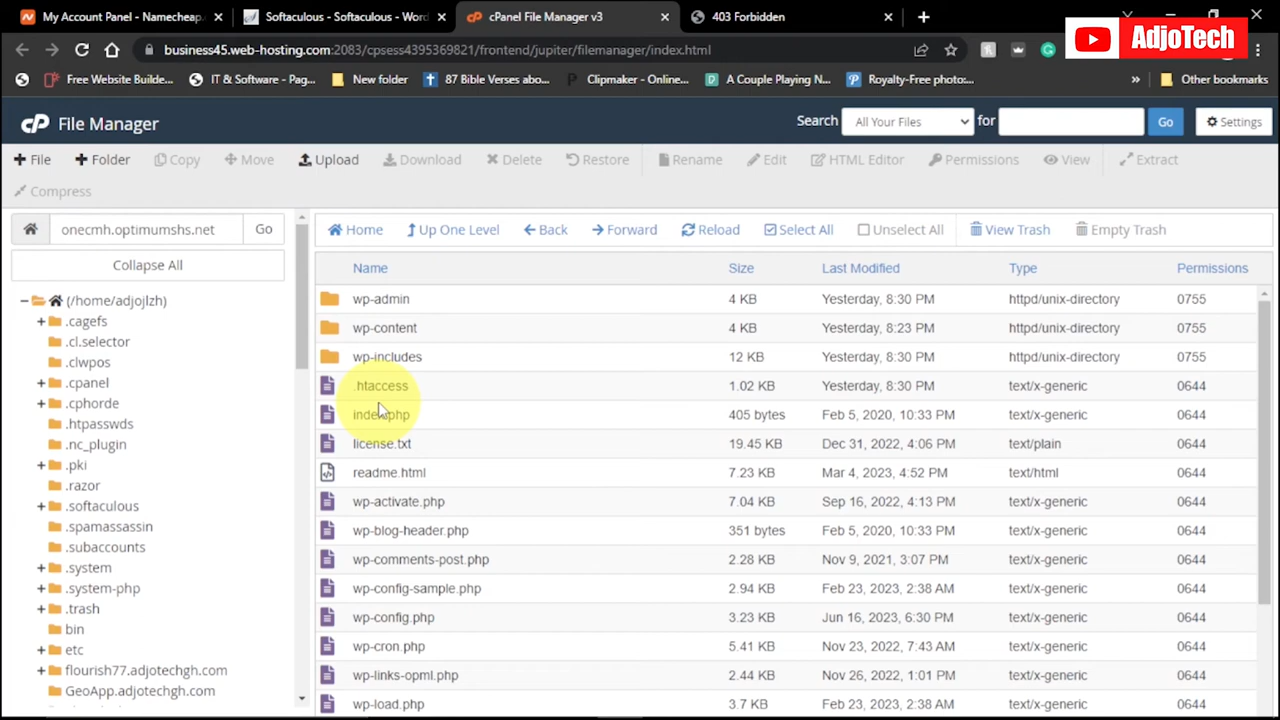 My Account Panel - Namecheap.
Softaculous - Softaculous - Word
cPanel File Manager v3
403 Forbidden
AdjoTech
business45.web-hosting.com:2083/cpsess4395399821/frontend/jupiter/filemanager/index.html
Free Website Builde...
IT & Software - Pag...
New folder
87 Bible Verses abo...
Clipmaker - Online...
A Couple Playing N...
Royalty-Free photo:...
»
Other bookmarks
cP File Manager
Search
All Your Files
for
Go
Settings
File
Folder
Copy
Move
Upload
Download
Delete
Restore
Rename
Edit
HTML Editor
Permissions
View
Extract
Compress
onecmh.optimumshs.net
Go
Home
Up One Level
Back
Forward
Reload
Select All
Unselect All
View Trash
Empty Trash
Collapse All
Name Size Last Modified Type Permissions
wp-admin 4 KB Yesterday, 8:30 PM httpd/unix-directory 0755
wp-content 4 KB Yesterday, 8:23 PM httpd/unix-directory 0755
wp-includes 12 KB Yesterday, 8:30 PM httpd/unix-directory 0755
.htaccess 1.02 KB Yesterday, 8:30 PM text/x-generic 0644
index.php 405 bytes Feb 5, 2020, 10:33 PM text/x-generic 0644
license.txt 19.45 KB Dec 31, 2022, 4:06 PM text/plain 0644
readme.html 7.23 KB Mar 4, 2023, 4:52 PM text/html 0644
wp-activate.php 7.04 KB Sep 16, 2022, 4:13 PM text/x-generic 0644
wp-blog-header.php 351 bytes Feb 5, 2020, 10:33 PM text/x-generic 0644
wp-comments-post.php 2.28 KB Nov 9, 2021, 3:07 PM text/x-generic 0644
wp-config-sample.php 2.94 KB Feb 23, 2023, 2:38 AM text/x-generic 0644
wp-config.php 3.23 KB Jun 16, 2023, 6:30 PM text/x-generic 0644
wp-cron.php 5.41 KB Nov 23, 2022, 7:43 AM text/x-generic 0644
wp-links-opml.php 2.44 KB Nov 26, 2022, 1:01 PM text/x-generic 0644
wp-load.php 3.7 KB Feb 23, 2023, 2:38 AM text/x-generic 0644
(/home/adjojlzh)
.cagefs
.cl.selector
.clwpos
.cpanel
.cphorde
.htpasswds
.nc_plugin
.pki
.razor
.softaculous
.spamassassin
.subaccounts
.system
.system-php
.trash
bin
etc
flourish77.adjotechgh.com
GeoApp.adjotechgh.com